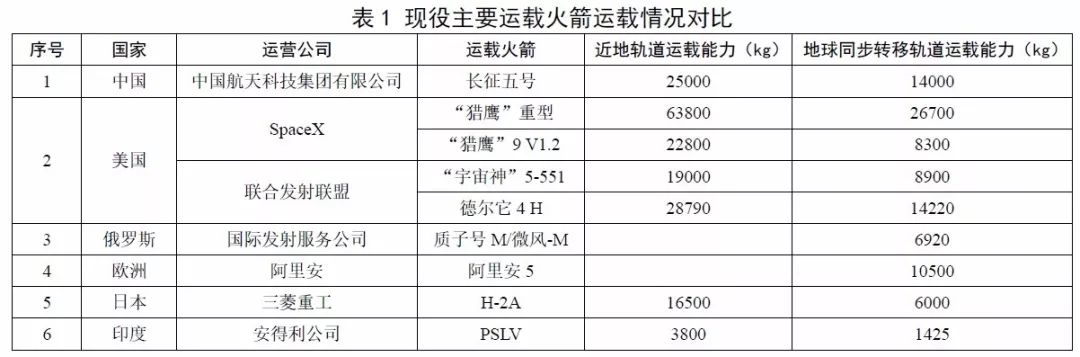 表 1 现役主要运载火箭运载情况对比
序号 国家 运营公司 运载火箭 近地轨道运载能力（kg） 地球同步转移轨道运载能力（kg）
1 中国 中国航天科技集团有限公司 长征五号 25000 14000
2 美国 SpaceX “猎鹰”重型 63800 26700
“猎鹰”9 V1.2 22800 8300
联合发射联盟 “宇宙神”5-551 19000 8900
德尔它 4 H 28790 14220
3 俄罗斯 国际发射服务公司 质子号 M/微风-M 6920
4 欧洲 阿里安 阿里安 5 10500
5 日本 三菱重工 H-2A 16500 6000
6 印度 安得利公司 PSLV 3800 1425